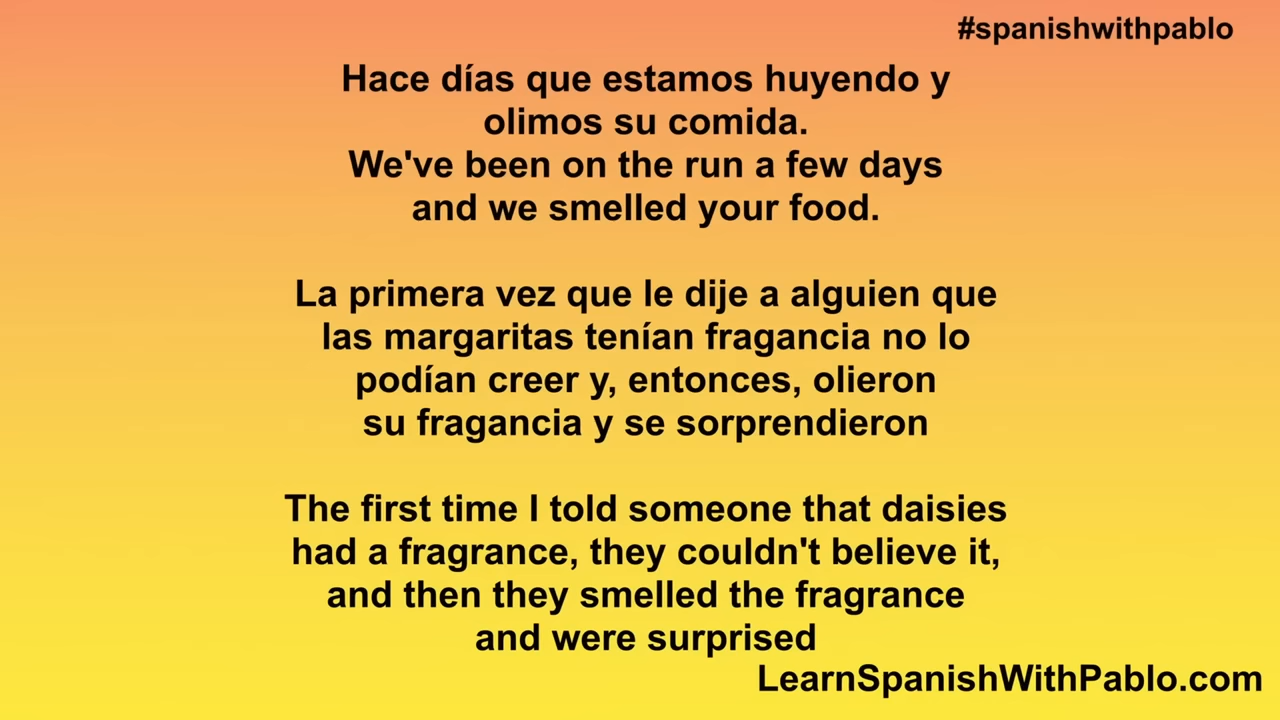 #spanishwithpablo
Hace días que estamos huyendo y
olimos su comida.
We've been on the run a few days
and we smelled your food.
La primera vez que le dije a alguien que
las margaritas tenían fragancia no lo
podían creer y, entonces, olieron
su fragancia y se sorprendieron
The first time I told someone that daisies
had a fragrance, they couldn't believe it,
and then they smelled the fragrance
and were surprised
LearnSpanishWithPablo.com